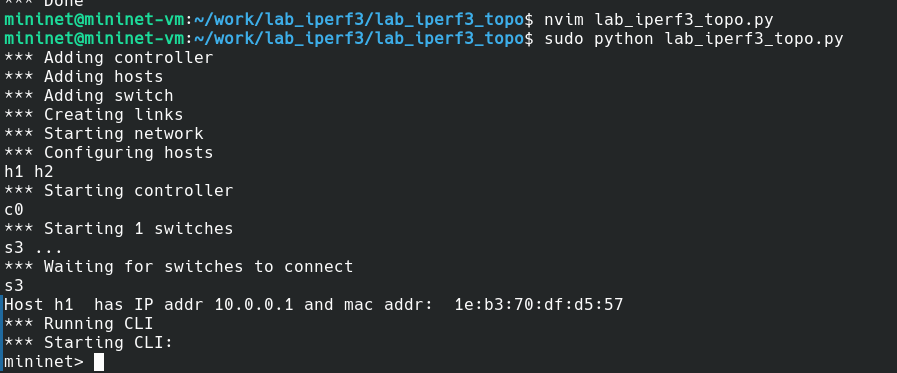 *** Done
mininet@mininet-vm:~/work/lab_iperf3/lab_iperf3_topo$ nvim lab_iperf3_topo.py
mininet@mininet-vm:~/work/lab_iperf3/lab_iperf3_topo$ sudo python lab_iperf3_topo.py
*** Adding controller
*** Adding hosts
*** Adding switch
*** Creating links
*** Starting network
*** Configuring hosts
h1 h2
*** Starting controller
c0
*** Starting 1 switches
s3 ...
*** Waiting for switches to connect
s3
Host h1  has IP addr 10.0.0.1 and mac addr:  1e:b3:70:df:d5:57
*** Running CLI
*** Starting CLI:
mininet>